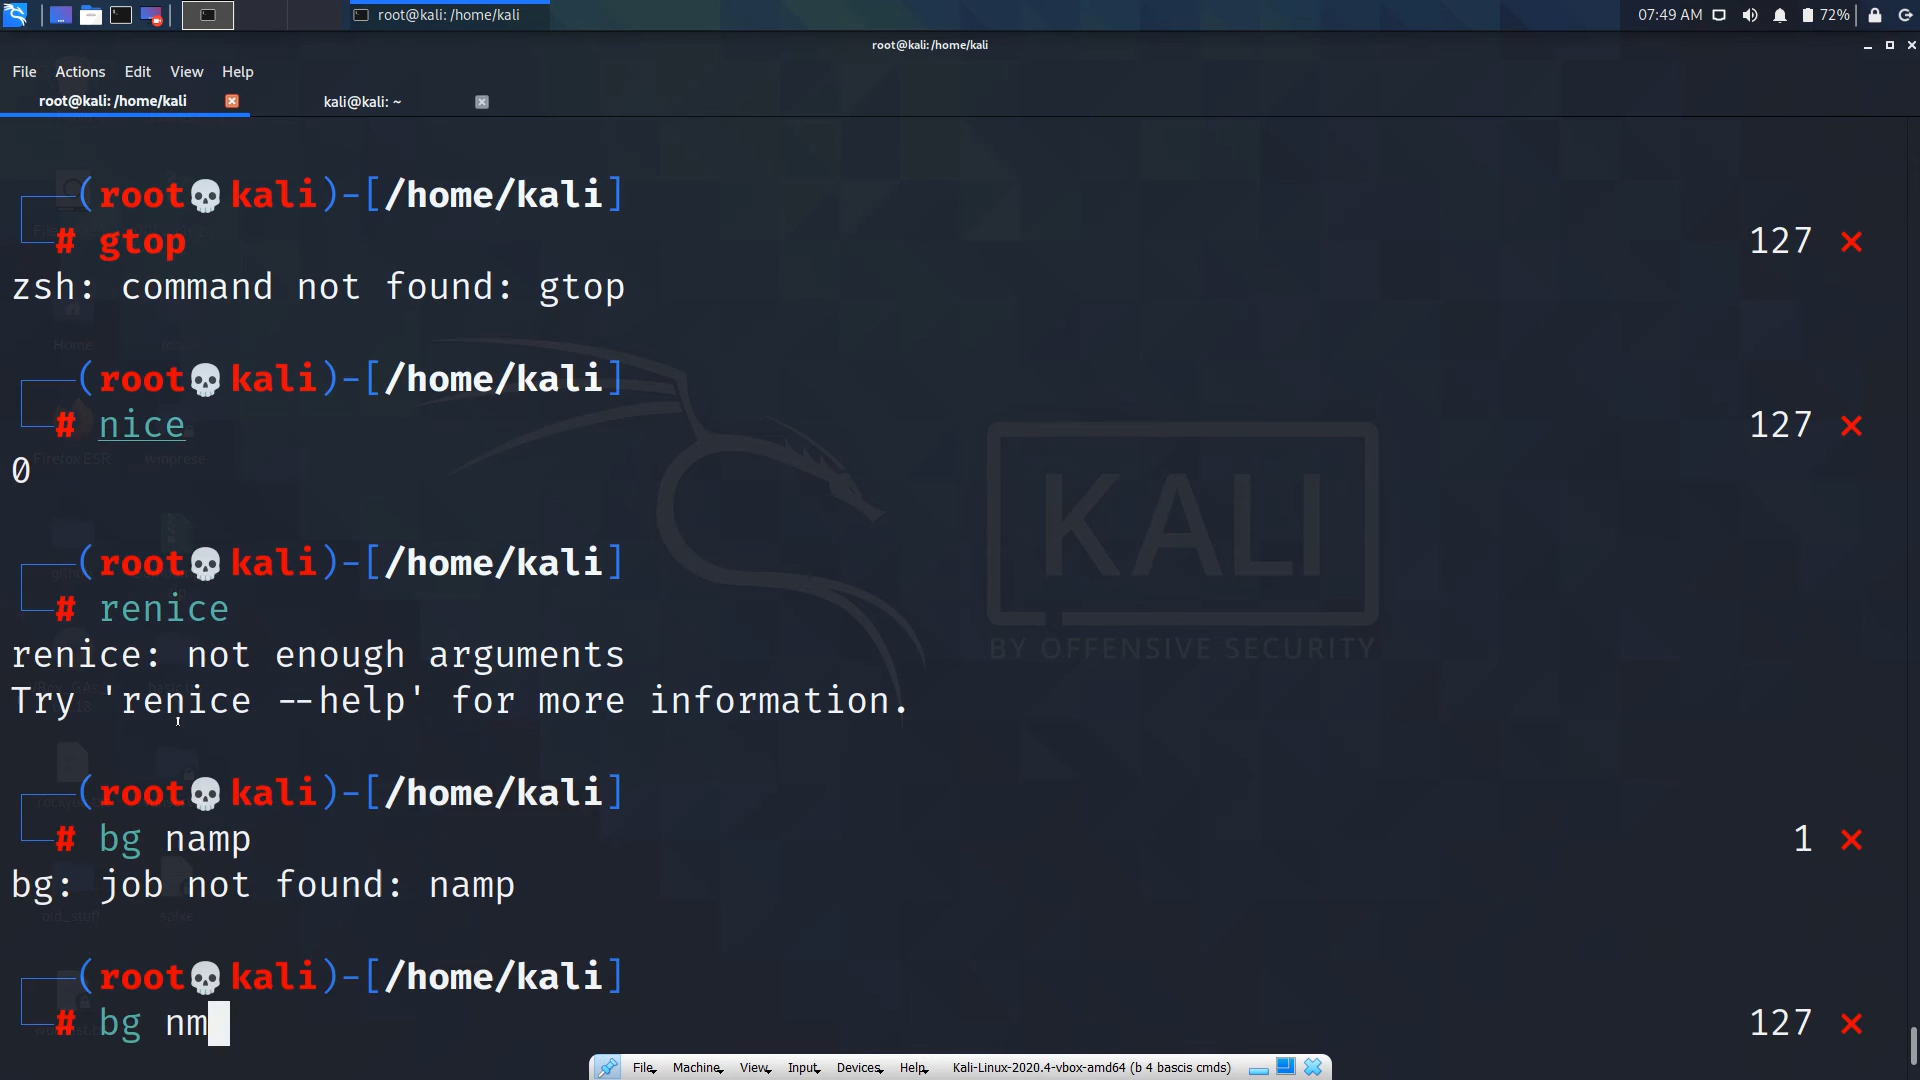 root@kali: /home/kali
07:49 AM
72%
root@kali: /home/kali
File Actions Edit View Help
root@kali: /home/kali
kali@kali: ~
(root💀kali)-[/home/kali]
# gtop
127 ⨯
zsh: command not found: gtop
(root💀kali)-[/home/kali]
# nice
127 ⨯
0
(root💀kali)-[/home/kali]
# renice
renice: not enough arguments
Try 'renice --help' for more information.
(root💀kali)-[/home/kali]
# bg namp
1 ⨯
bg: job not found: namp
(root💀kali)-[/home/kali]
# bg nm
127 ⨯
KALI
BY OFFENSIVE SECURITY
Home
Firefox ESR
old_stuff
File Machine View Input Devices Help
Kali-Linux-2020.4-vbox-amd64 (b 4 bascis cmds)